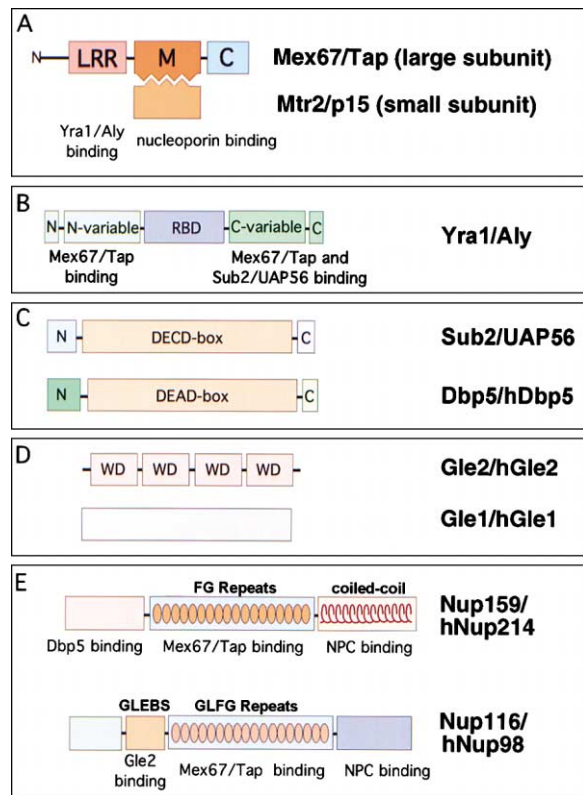 A
N
LRR
M
C
Mex67/Tap (large subunit)
Mtr2/p15 (small subunit)
Yra1/Aly
binding
nucleoporin binding
B
N
N-variable
RBD
C-variable
C
Yra1/Aly
Mex67/Tap
binding
Mex67/Tap and
Sub2/UAP56 binding
C
N
DECD-box
C
Sub2/UAP56
N
DEAD-box
C
Dbp5/hDbp5
D
WD
WD
WD
WD
Gle2/hGle2
Gle1/hGle1
E
FG Repeats
coiled-coil
Nup159/
hNup214
Dbp5 binding
Mex67/Tap binding
NPC binding
GLEBS
GLFG Repeats
Nup116/
hNup98
Gle2
binding
Mex67/Tap binding
NPC binding